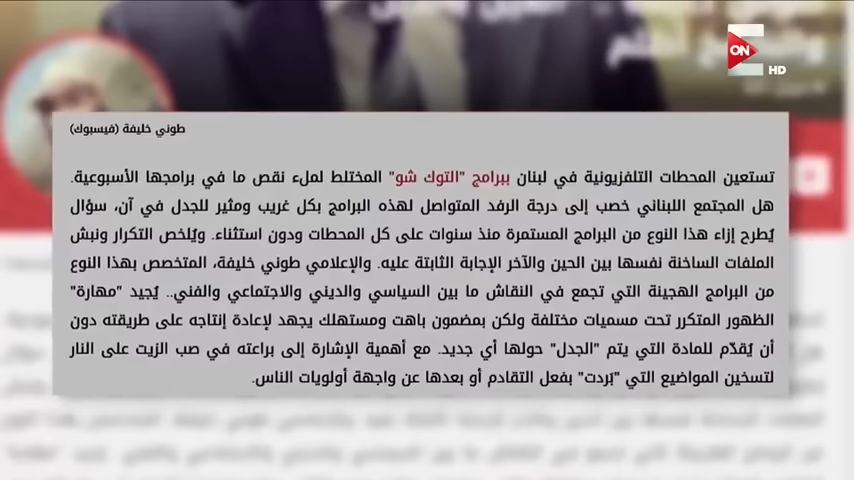 ON
HD
طوني خليفة (فيسبوك)
تستعين المحطات التلفزيونية في لبنان ببرامج "التوك شو" المختلط لملء نقص ما في برامجها الأسبوعية.
هل المجتمع اللبناني خصب إلى درجة الرفد المتواصل لهذه البرامج بكل غريب ومثير للجدل في آن، سؤال
يُطرح إزاء هذا النوع من البرامج المستمرة منذ سنوات على كل المحطات ودون استثناء. ويُلخص التكرار ونبش
الملفات الساخنة نفسها بين الحين والآخر الإجابة الثابتة عليه. والإعلامي طوني خليفة، المتخصص بهذا النوع
من البرامج الهجينة التي تجمع في النقاش ما بين السياسي والديني والاجتماعي والفني.. يُجيد "مهارة"
الظهور المتكرر تحت مسميات مختلفة ولكن بمضمون باهت ومستهلك يجهد لإعادة إنتاجه على طريقته دون
أن يُقدّم للمادة التي يتم "الجدل" حولها أي جديد. مع أهمية الإشارة إلى براعته في صب الزيت على النار
لتسخين المواضيع التي "بَردت" بفعل التقادم أو بعدها عن واجهة أولويات الناس.